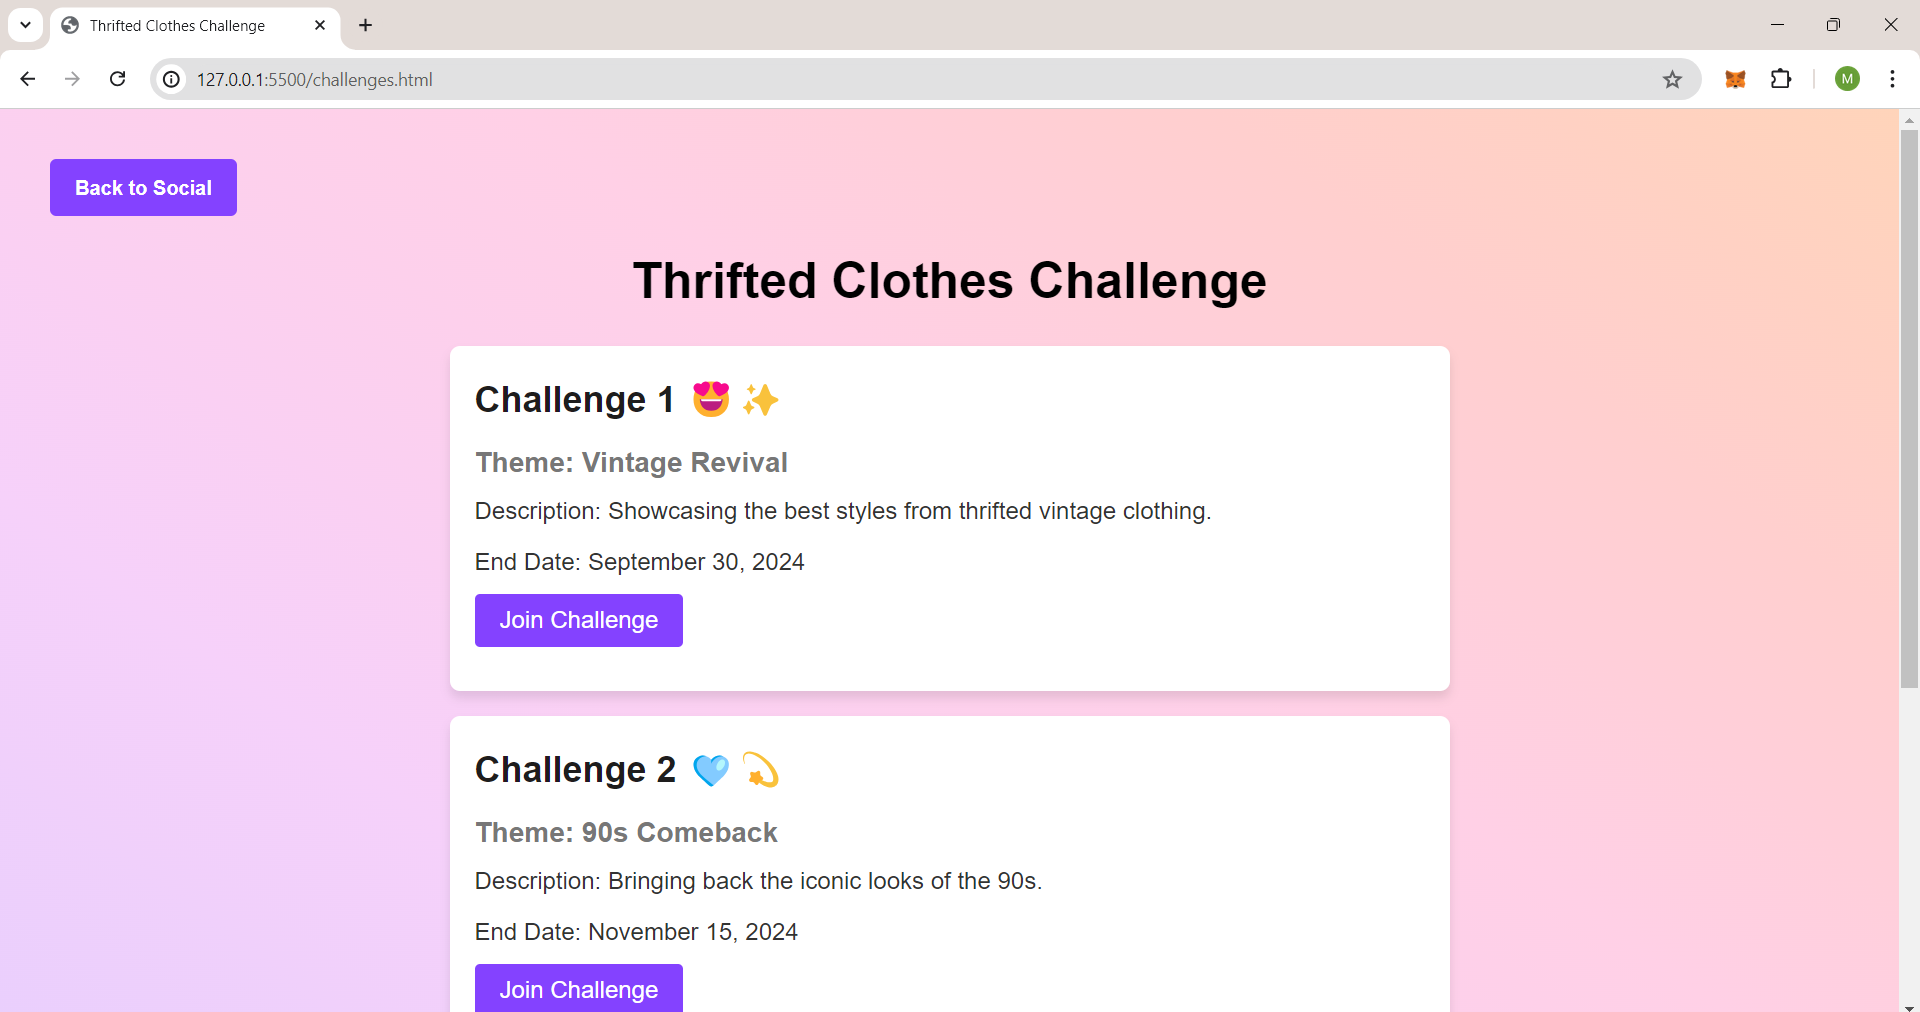 Thrifted Clothes Challenge
127.0.0.1:5500/challenges.html
M
Back to Social
Thrifted Clothes Challenge
Challenge 1 😍 ✨
Theme: Vintage Revival
Description: Showcasing the best styles from thrifted vintage clothing.
End Date: September 30, 2024
Join Challenge
Challenge 2 🩵 💫
Theme: 90s Comeback
Description: Bringing back the iconic looks of the 90s.
End Date: November 15, 2024
Join Challenge